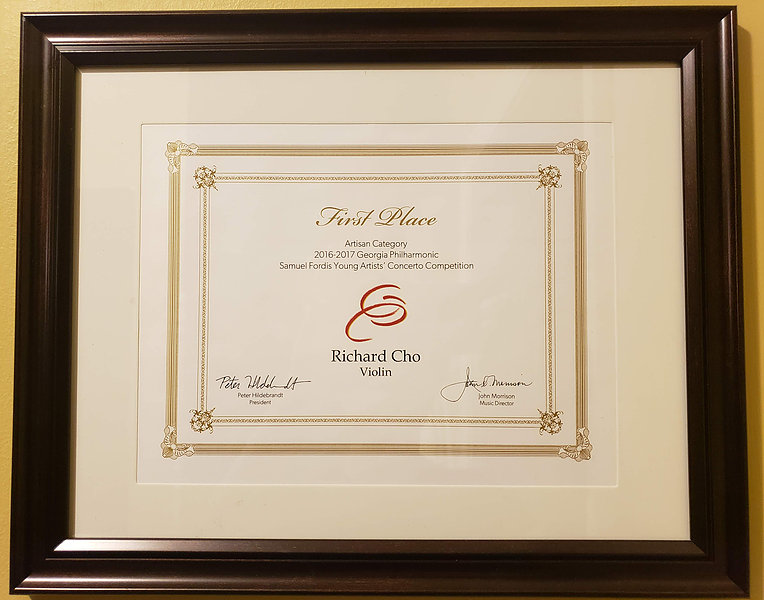 First Place
Artisan Category
2016-2017 Georgia Philharmonic
Samuel Fordis Young Artists' Concerto Competition
Richard Cho
Violin
Peter Hildebrandt
John D Morrison
Peter Hildebrandt
John Morrison
President
Music Director